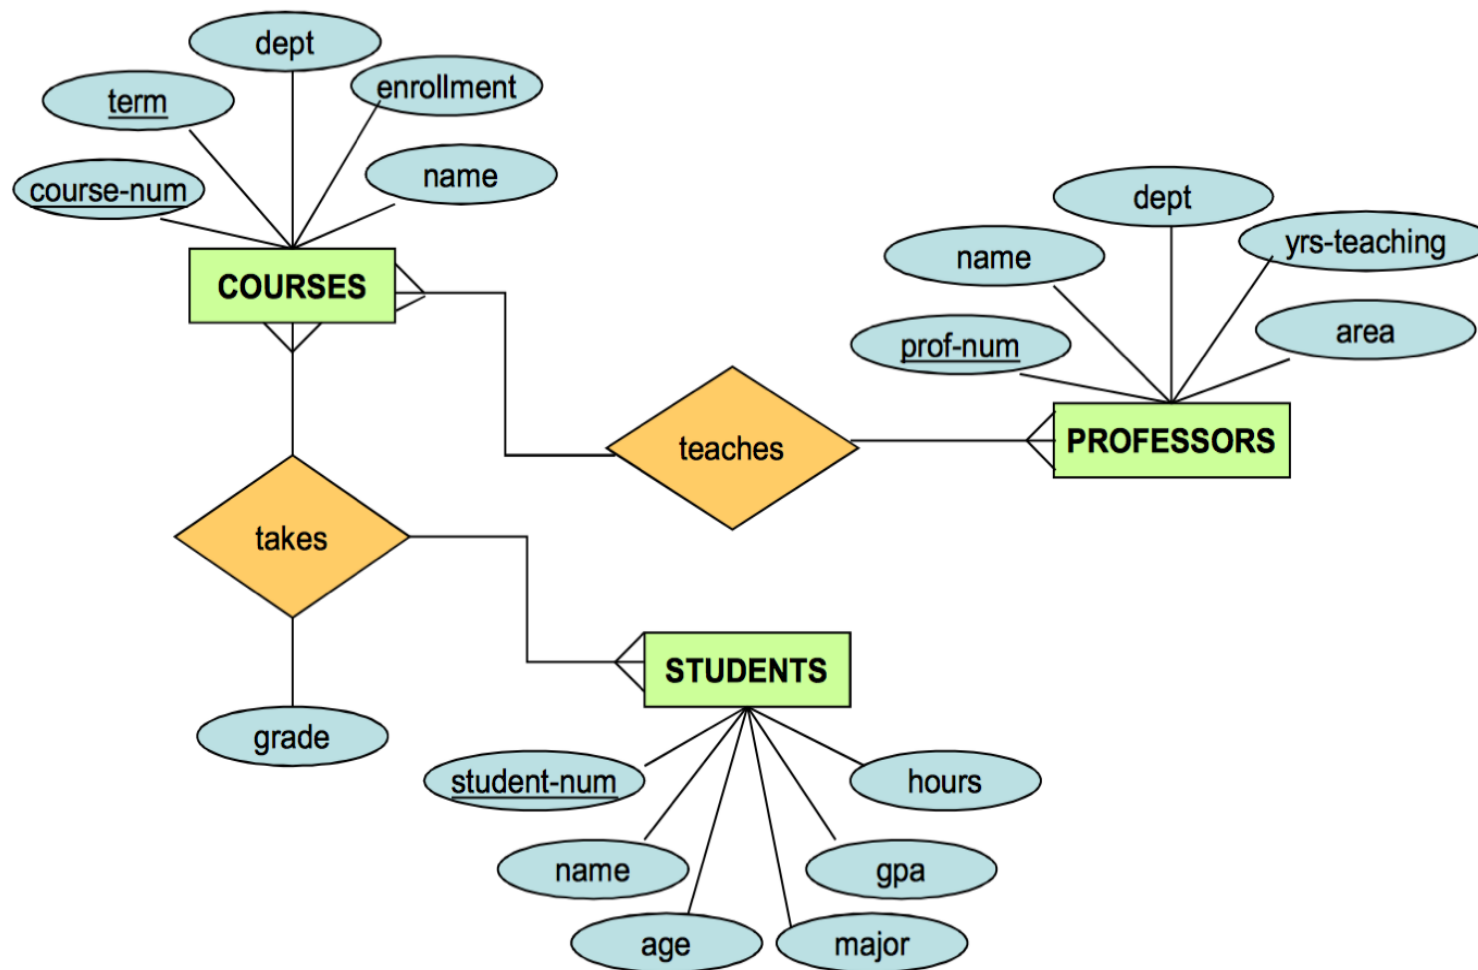 dept
enrollment
term
name
course-num
COURSES
dept
yrs-teaching
name
area
prof-num
PROFESSORS
teaches
takes
STUDENTS
grade
student-num
hours
name
gpa
age
major